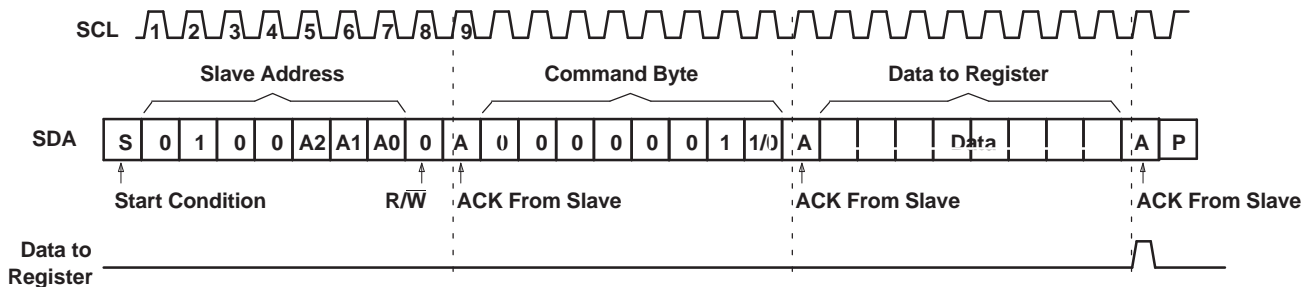 SCL 1 2 3 4 5 6 7 8 9
Slave Address Command Byte Data to Register
SDA S 0 1 0 0 A2 A1 A0 0 A 0 0 0 0 0 0 1 1/0 A Data A P
Start Condition R/W̅ ACK From Slave ACK From Slave ACK From Slave
Data to
Register